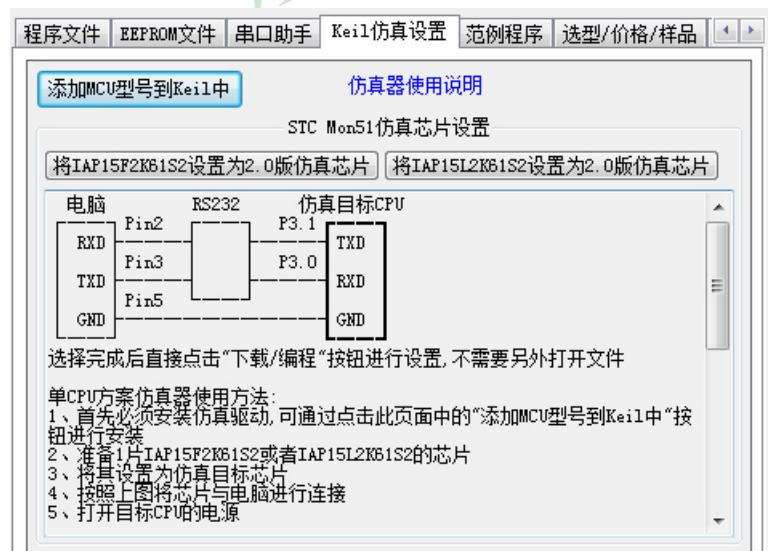 程序文件 EEPROM文件 串口助手 Keil仿真设置 范例程序 选型/价格/样品
添加MCU型号到Keil中 仿真器使用说明
STC Mon51仿真芯片设置
将IAP15F2K61S2设置为2.0版仿真芯片 将IAP15L2K61S2设置为2.0版仿真芯片
电脑 RS232 仿真目标CPU
Pin2 P3.1
RXD TXD
Pin3 P3.0
TXD RXD
Pin5
GND GND
选择完成后直接点击“下载/编程“按钮进行设置,不需要另外打开文件
单CPU方案仿真器使用方法:
1、首先必须安装仿真驱动,可通过点击此页面中的“添加MCU型号到Keil中“按
钮进行安装
2、准备1片IAP15F2K61S2或者IAP15L2K61S2的芯片
3、将其设置为仿真目标芯片
4、按照上图将芯片与电脑进行连接
5、打开目标CPU的电源